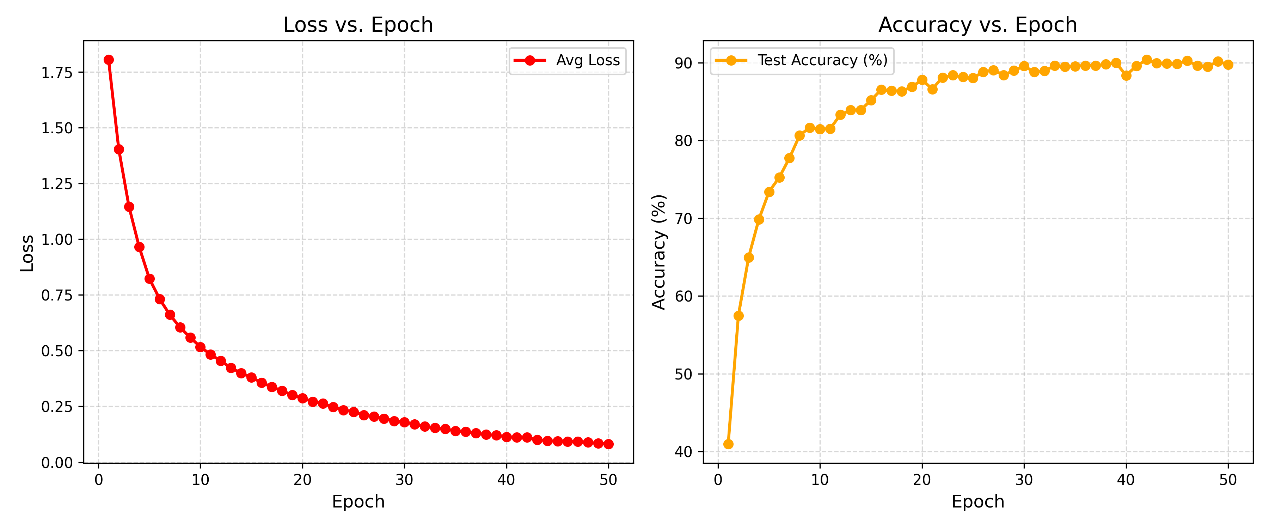 Loss vs. Epoch
Avg Loss
Loss
1.75
1.50
1.25
1.00
0.75
0.50
0.25
0.00
0 10 20 30 40 50
Epoch
Accuracy vs. Epoch
Test Accuracy (%)
Accuracy (%)
90
80
70
60
50
40
0 10 20 30 40 50
Epoch